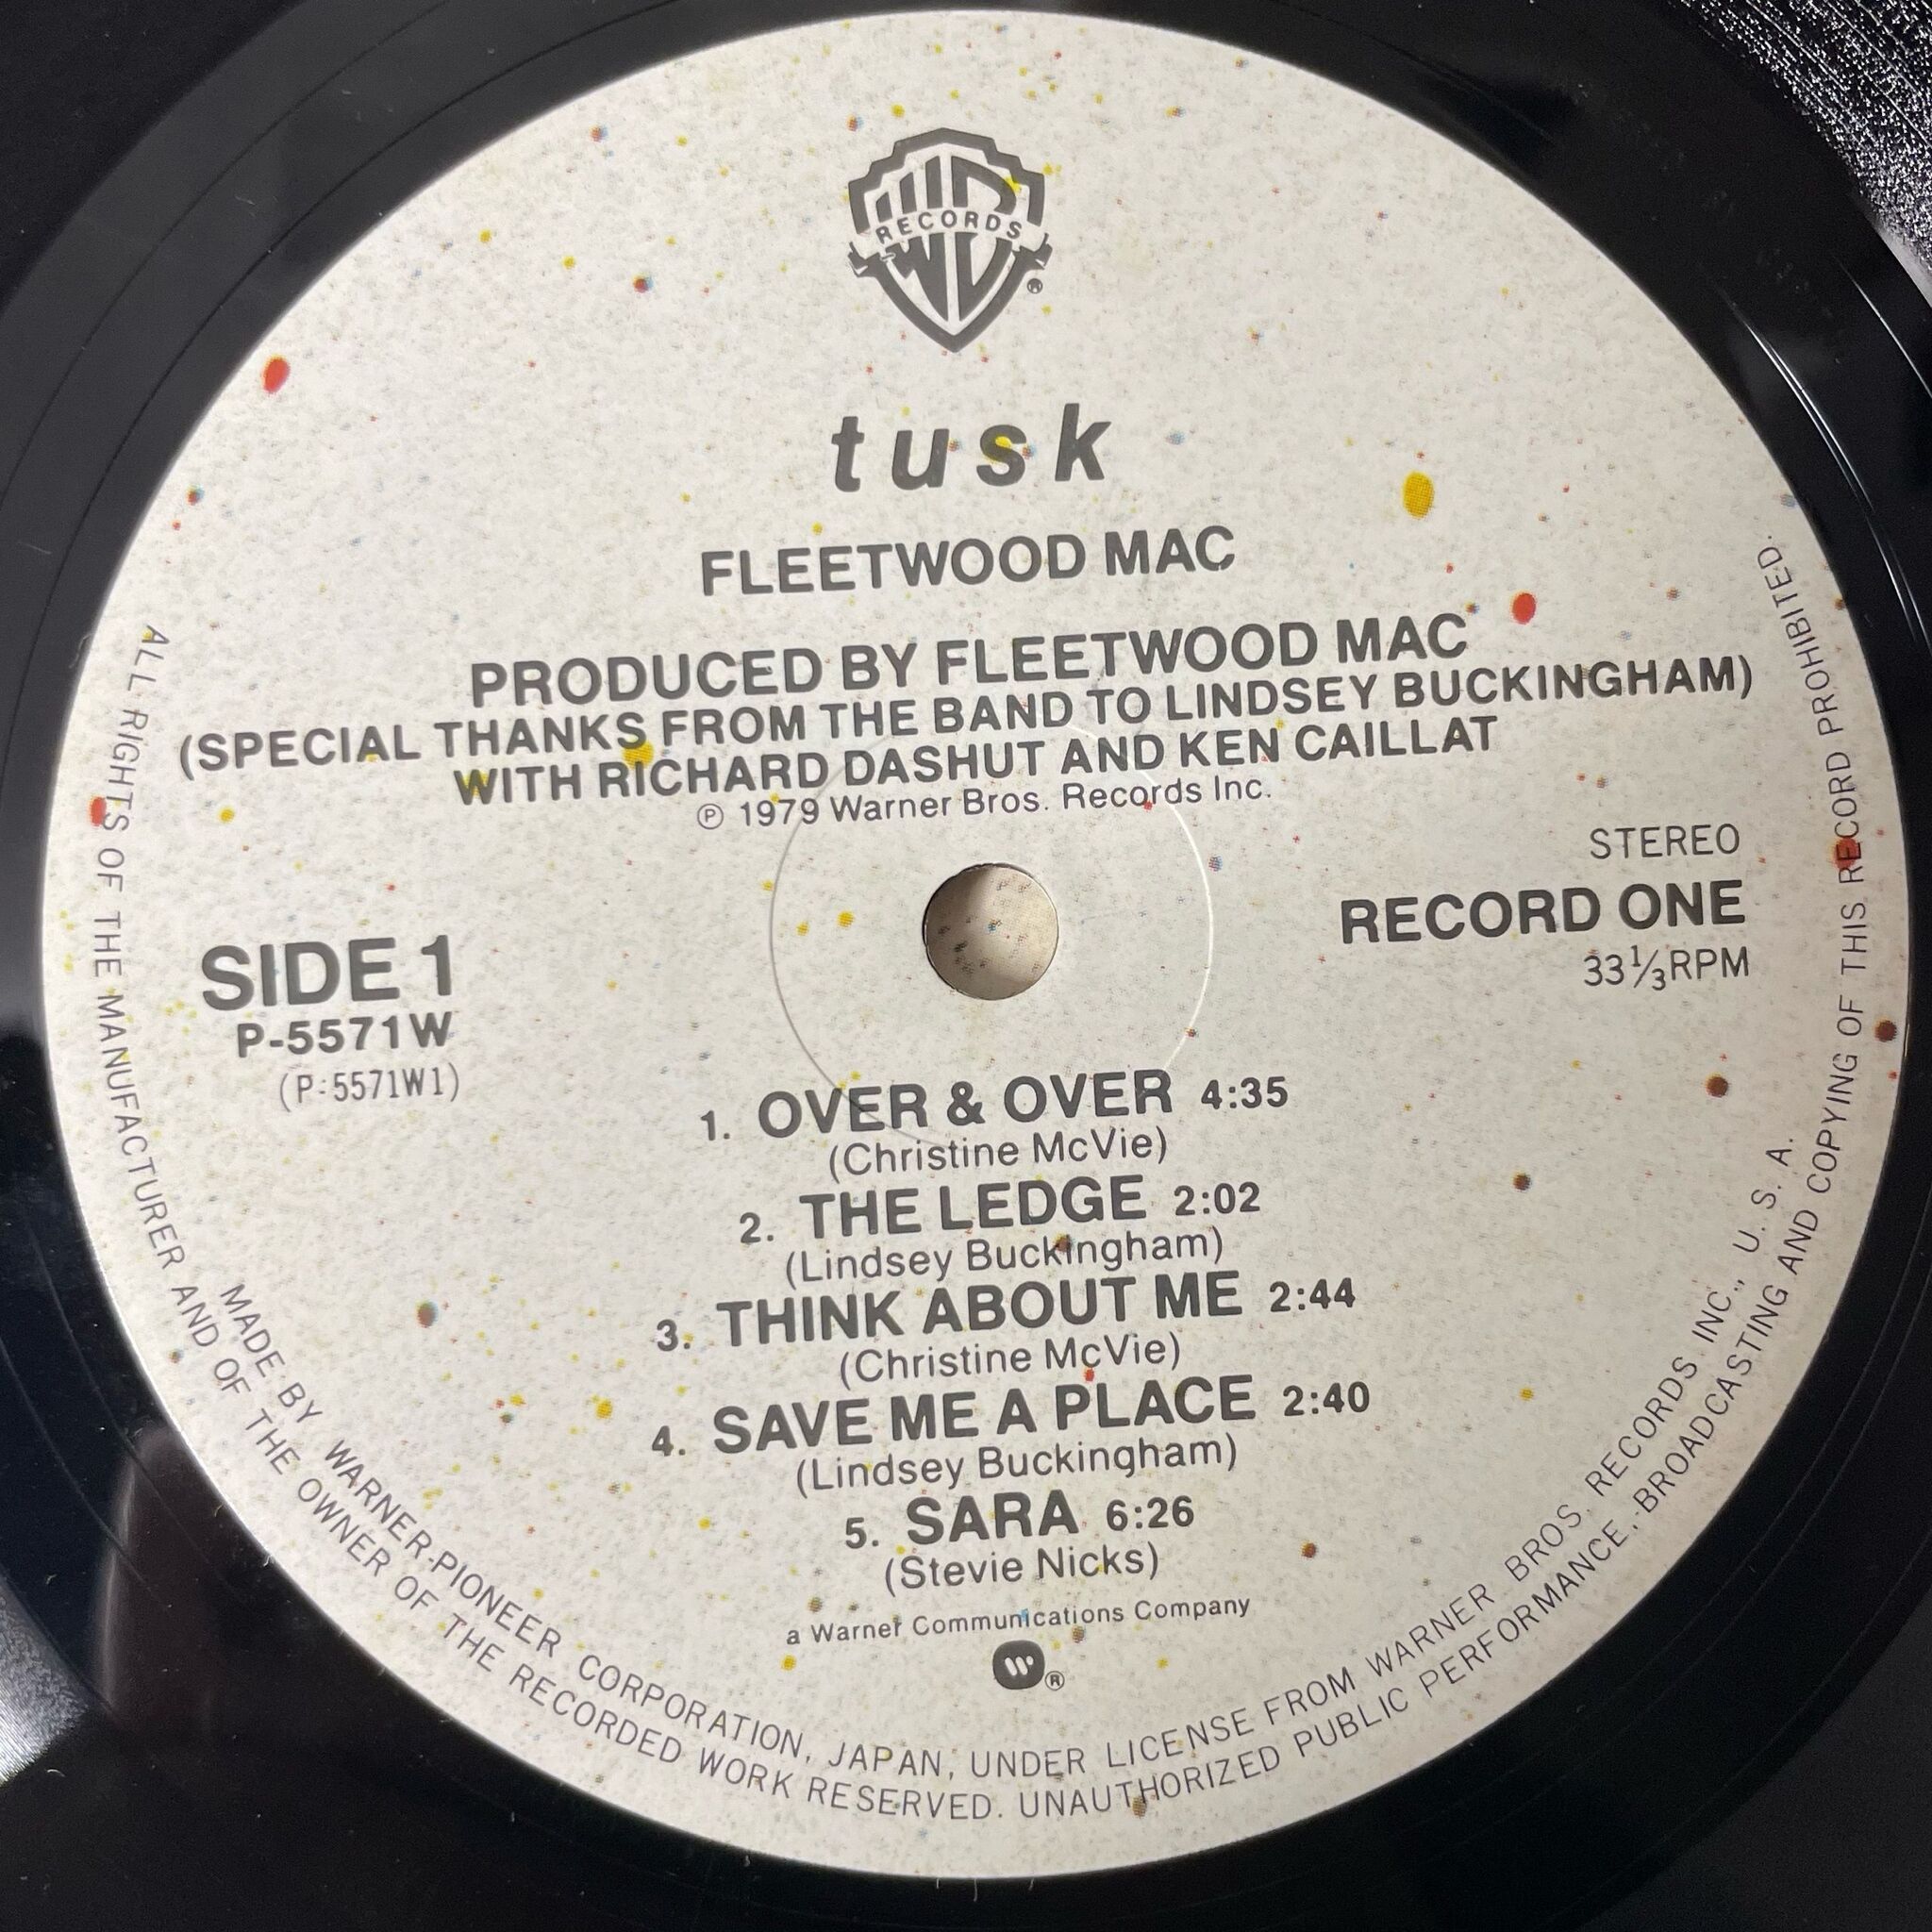 RECORDS
®
tusk
FLEETWOOD MAC
PRODUCED BY FLEETWOOD MAC
(SPECIAL THANKS FROM THE BAND TO LINDSEY BUCKINGHAM)
WITH RICHARD DASHUT AND KEN CAILLAT
℗ 1979 Warner Bros. Records Inc.
STEREO
RECORD ONE
33⅓RPM
SIDE 1
P-5571W
(P-5571W1)
1. OVER & OVER 4:35
(Christine McVie)
2. THE LEDGE 2:02
(Lindsey Buckingham)
3. THINK ABOUT ME 2:44
(Christine McVie)
4. SAVE ME A PLACE 2:40
(Lindsey Buckingham)
5. SARA 6:26
(Stevie Nicks)
a Warner Communications Company
®
MADE BY WARNER-PIONEER CORPORATION, JAPAN, UNDER LICENSE FROM WARNER BROS. RECORDS INC., U. S. A.
ALL RIGHTS OF THE MANUFACTURER AND OF THE OWNER OF THE RECORDED WORK RESERVED. UNAUTHORIZED PUBLIC PERFORMANCE, BROADCASTING AND COPYING OF THIS RECORD PROHIBITED.